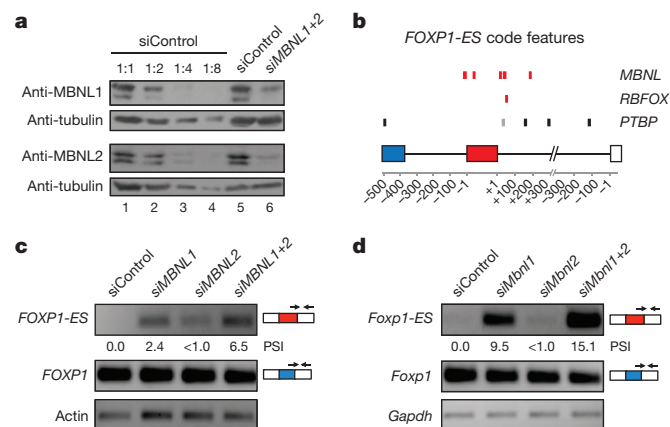 a
siControl
1:1 1:2 1:4 1:8 siControl siMBNL1+2
Anti-MBNL1
Anti-tubulin
Anti-MBNL2
Anti-tubulin
1 2 3 4 5 6
b
FOXP1-ES code features
MBNL
RBFOX
PTBP
–500 –400 –300 –200 –100 –1 +1 +100 +200 +300 –300 –200 –100 –1
c
siControl siMBNL1 siMBNL2 siMBNL1+2
FOXP1-ES
0.0 2.4 <1.0 6.5 PSI
FOXP1
Actin
d
siControl siMbnl1 siMbnl2 siMbnl1+2
Foxp1-ES
0.0 9.5 <1.0 15.1 PSI
Foxp1
Gapdh